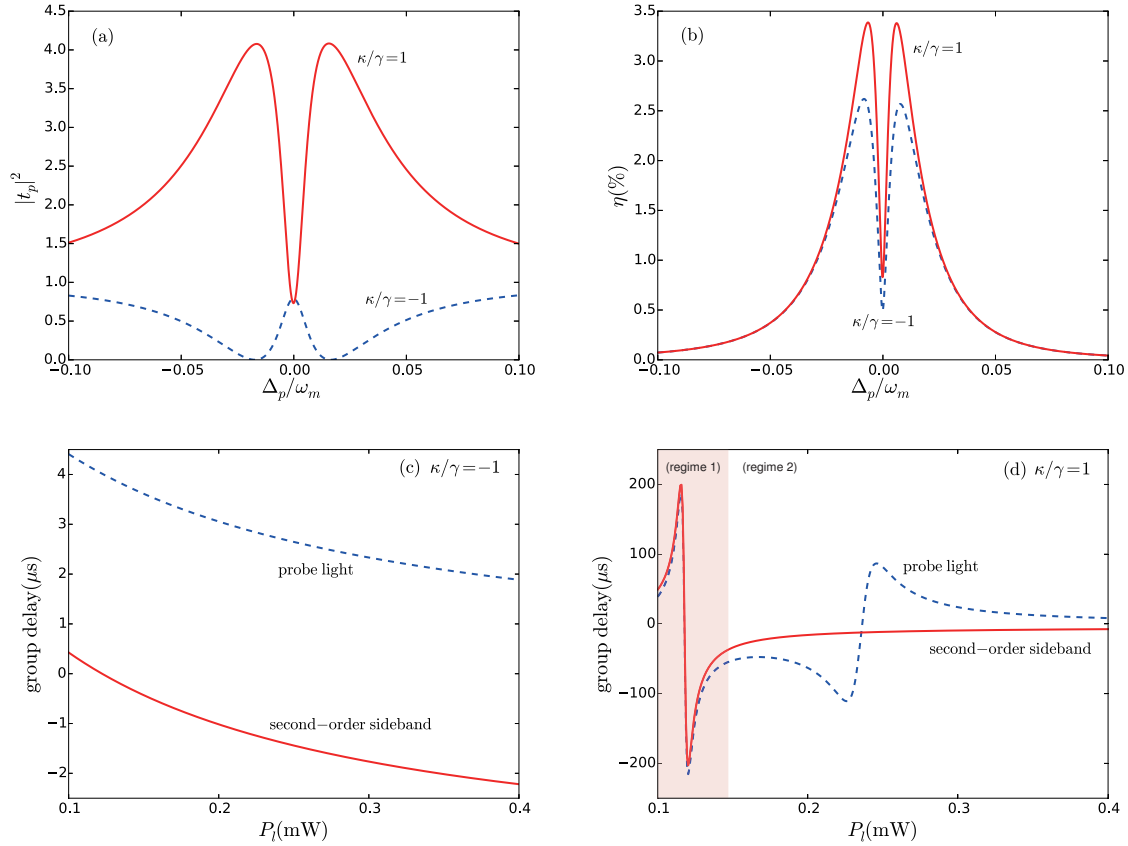 (a)
κ/γ=1
κ/γ=−1
|t_p|^2
4.5
4.0
3.5
3.0
2.5
2.0
1.5
1.0
0.5
0.0
−0.10 −0.05 0.00 0.05 0.10
Δ_p/ω_m
(b)
κ/γ=1
κ/γ=−1
η(%)
3.5
3.0
2.5
2.0
1.5
1.0
0.5
0.0
−0.10 −0.05 0.00 0.05 0.10
Δ_p/ω_m
(c) κ/γ=−1
probe light
second−order sideband
group delay(μs)
4
3
2
1
0
−1
−2
0.1 0.2 0.3 0.4
P_l(mW)
(regime 1) (regime 2) (d) κ/γ=1
probe light
second−order sideband
group delay(μs)
200
100
0
−100
−200
0.1 0.2 0.3 0.4
P_l(mW)